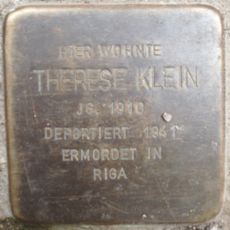 HIER WOHNTE
THERESE KLEIN
JG. 1910
DEPORTIERT 1941
ERMORDET IN
RIGA